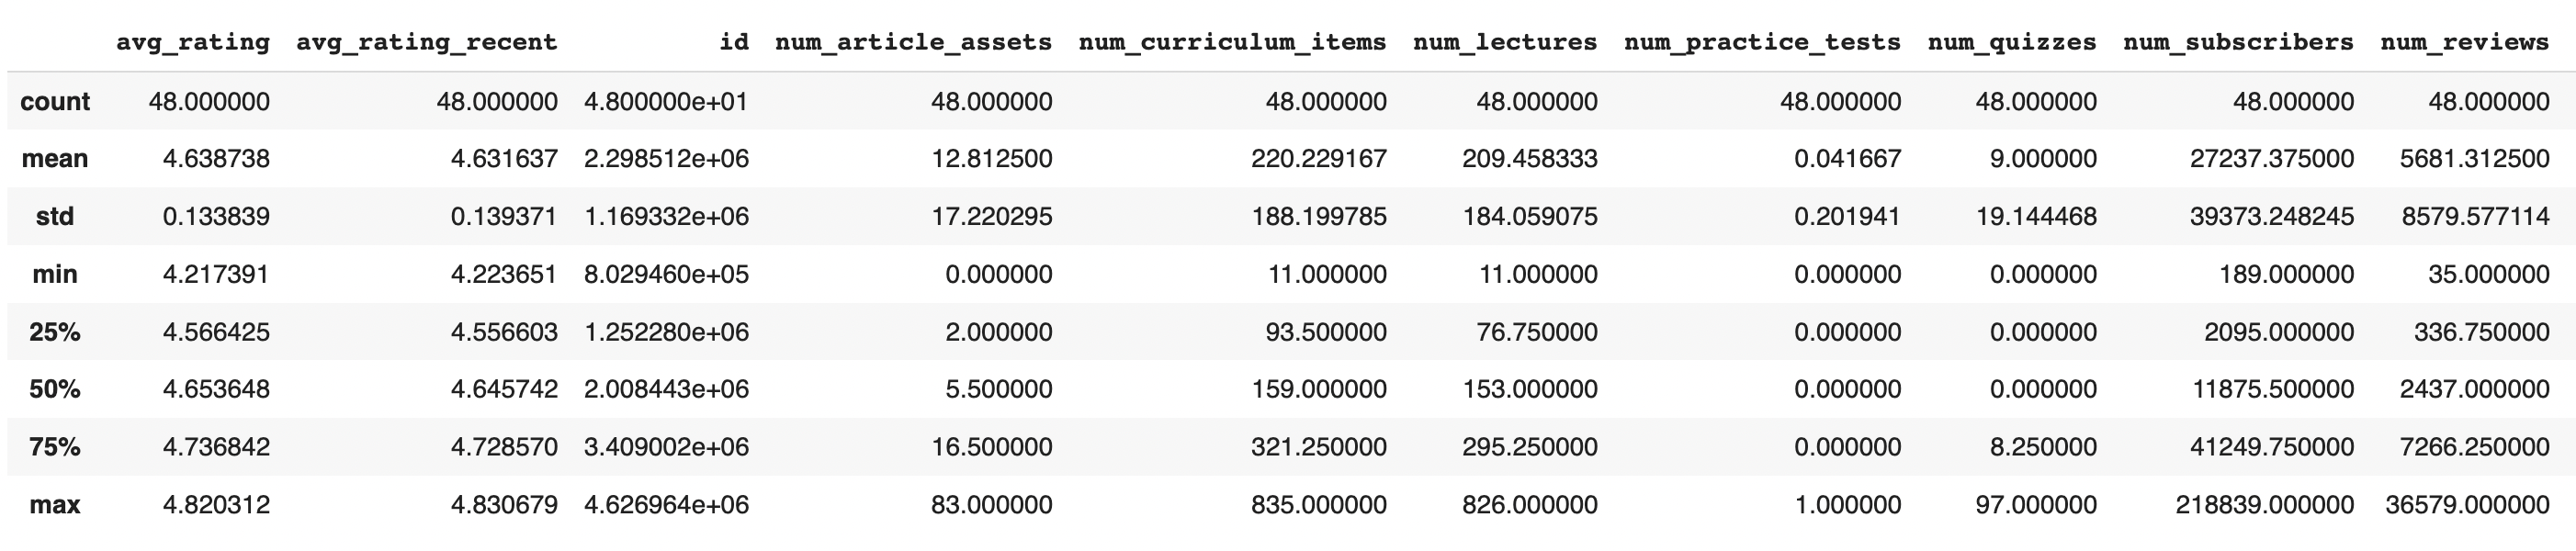 avg_rating avg_rating_recent id num_article_assets num_curriculum_items num_lectures num_practice_tests num_quizzes num_subscribers num_reviews
count 48.000000 48.000000 4.800000e+01 48.000000 48.000000 48.000000 48.000000 48.000000 48.000000 48.000000
mean 4.638738 4.631637 2.298512e+06 12.812500 220.229167 209.458333 0.041667 9.000000 27237.375000 5681.312500
std 0.133839 0.139371 1.169332e+06 17.220295 188.199785 184.059075 0.201941 19.144468 39373.248245 8579.577114
min 4.217391 4.223651 8.029460e+05 0.000000 11.000000 11.000000 0.000000 0.000000 189.000000 35.000000
25% 4.566425 4.556603 1.252280e+06 2.000000 93.500000 76.750000 0.000000 0.000000 2095.000000 336.750000
50% 4.653648 4.645742 2.008443e+06 5.500000 159.000000 153.000000 0.000000 0.000000 11875.500000 2437.000000
75% 4.736842 4.728570 3.409002e+06 16.500000 321.250000 295.250000 0.000000 8.250000 41249.750000 7266.250000
max 4.820312 4.830679 4.626964e+06 83.000000 835.000000 826.000000 1.000000 97.000000 218839.000000 36579.000000